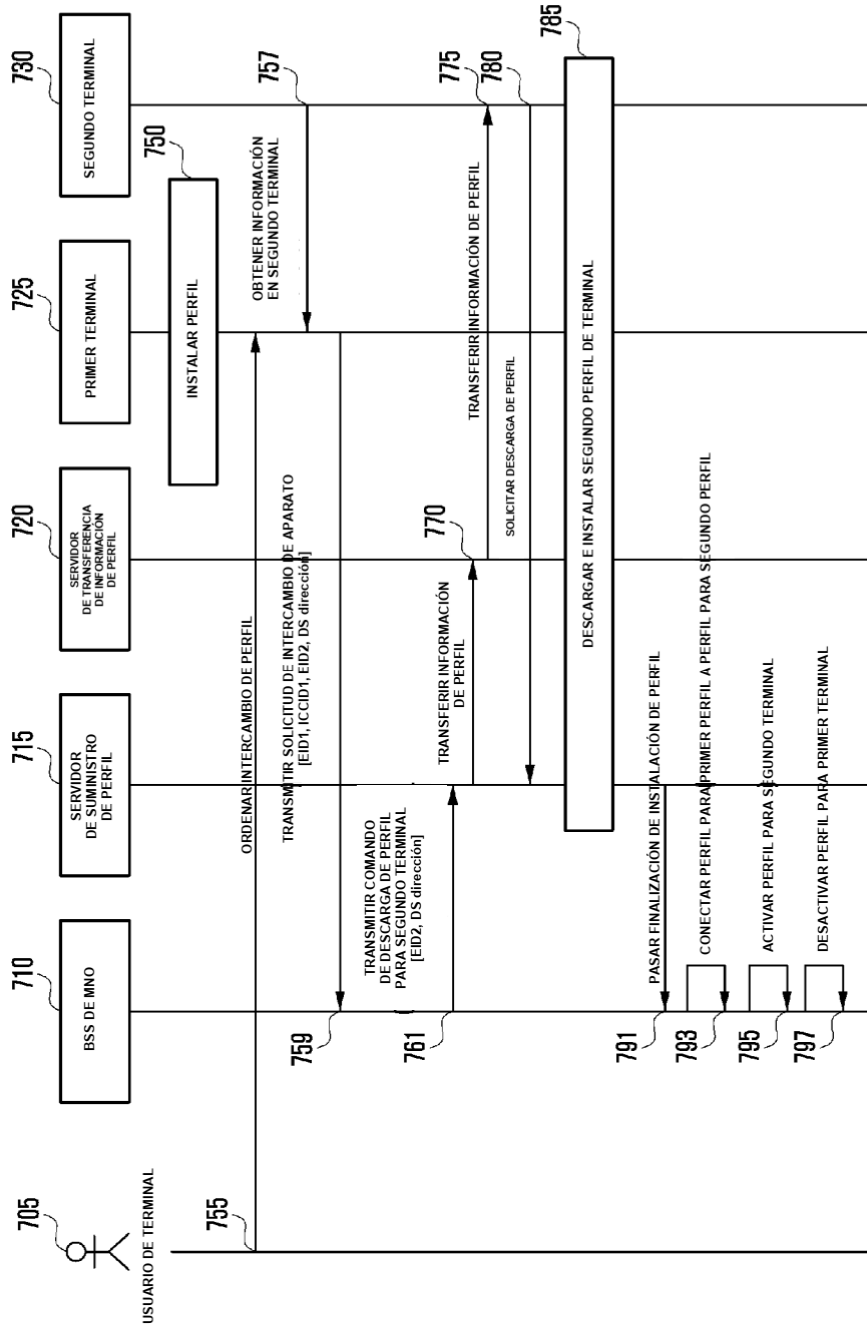 705
USUARIO DE TERMINAL
710
BSS DE MNO
715
SERVIDOR
DE SUMINISTRO
DE PERFIL
720
SERVIDOR
DE TRANSFERENCIA
DE INFORMACIÓN
DE PERFIL
725
PRIMER TERMINAL
730
SEGUNDO TERMINAL
750
INSTALAR PERFIL
755
ORDENAR INTERCAMBIO DE PERFIL
757
OBTENER INFORMACIÓN
EN SEGUNDO TERMINAL
759
TRANSMITIR SOLICITUD DE INTERCAMBIO DE APARATO
[EID1, ICCID1, EID2, DS dirección]
761
TRANSMITIR COMANDO
DE DESCARGA DE PERFIL
PARA SEGUNDO TERMINAL
[EID2, DS dirección]
770
TRANSFERIR INFORMACIÓN
DE PERFIL
775
TRANSFERIR INFORMACIÓN DE PERFIL
780
SOLICITAR DESCARGA DE PERFIL
785
DESCARGAR E INSTALAR SEGUNDO PERFIL DE TERMINAL
791
PASAR FINALIZACIÓN DE INSTALACIÓN DE PERFIL
793
CONECTAR PERFIL PARA PRIMER PERFIL A PERFIL PARA SEGUNDO PERFIL
795
ACTIVAR PERFIL PARA SEGUNDO TERMINAL
797
DESACTIVAR PERFIL PARA PRIMER TERMINAL